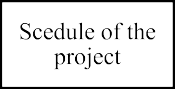 Scedule of the
project